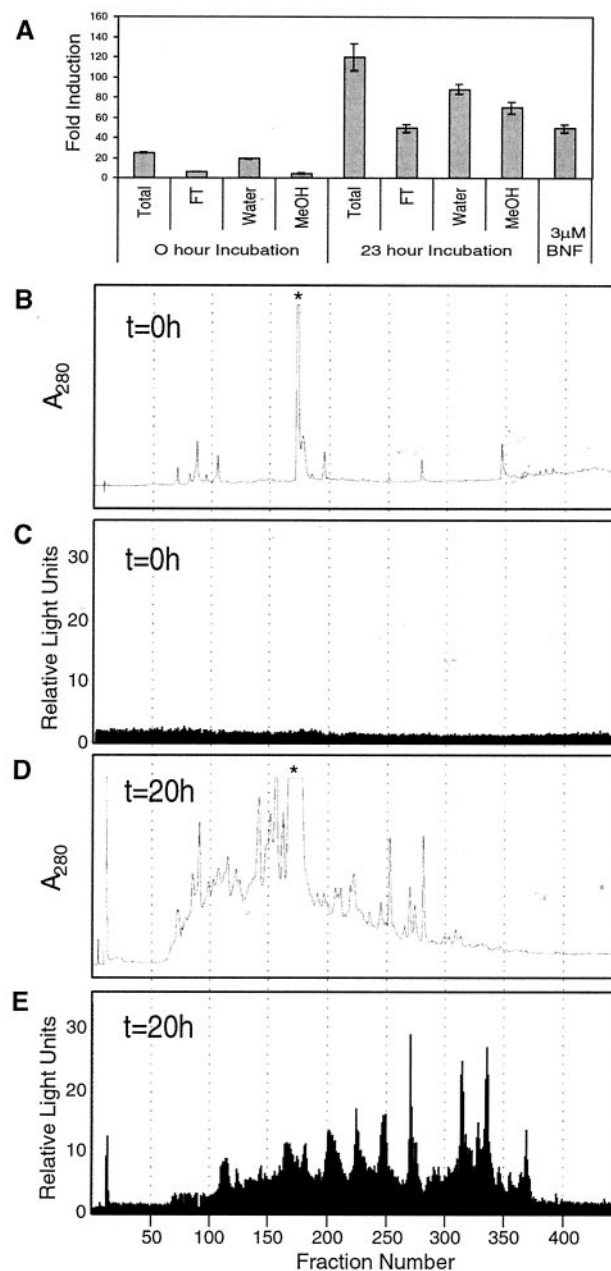 A
Fold Induction
160
140
120
100
80
60
40
20
0
Total
FT
Water
MeOH
Total
FT
Water
MeOH
3μM
BNF
O hour Incubation
23 hour Incubation
B
t=0h
*
A280
C
t=0h
Relative Light Units
30
20
10
0
D
t=20h
*
A280
E
t=20h
Relative Light Units
30
20
10
0
50
100
150
200
250
300
350
400
Fraction Number